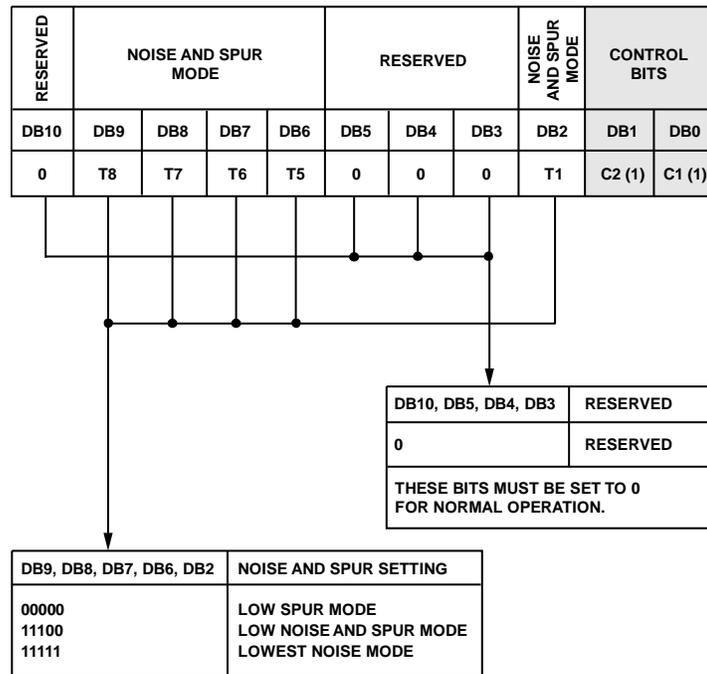 RESERVED
NOISE AND SPUR
MODE
RESERVED
NOISE
AND SPUR
MODE
CONTROL
BITS
DB10 DB9 DB8 DB7 DB6 DB5 DB4 DB3 DB2 DB1 DB0
0 T8 T7 T6 T5 0 0 0 T1 C2 (1) C1 (1)
DB10, DB5, DB4, DB3 RESERVED
0 RESERVED
THESE BITS MUST BE SET TO 0
FOR NORMAL OPERATION.
DB9, DB8, DB7, DB6, DB2 NOISE AND SPUR SETTING
00000 LOW SPUR MODE
11100 LOW NOISE AND SPUR MODE
11111 LOWEST NOISE MODE